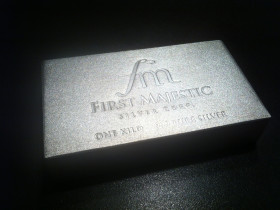 fm
FIRST MAJESTIC
SILVER CORP.
ONE KILO SILVER